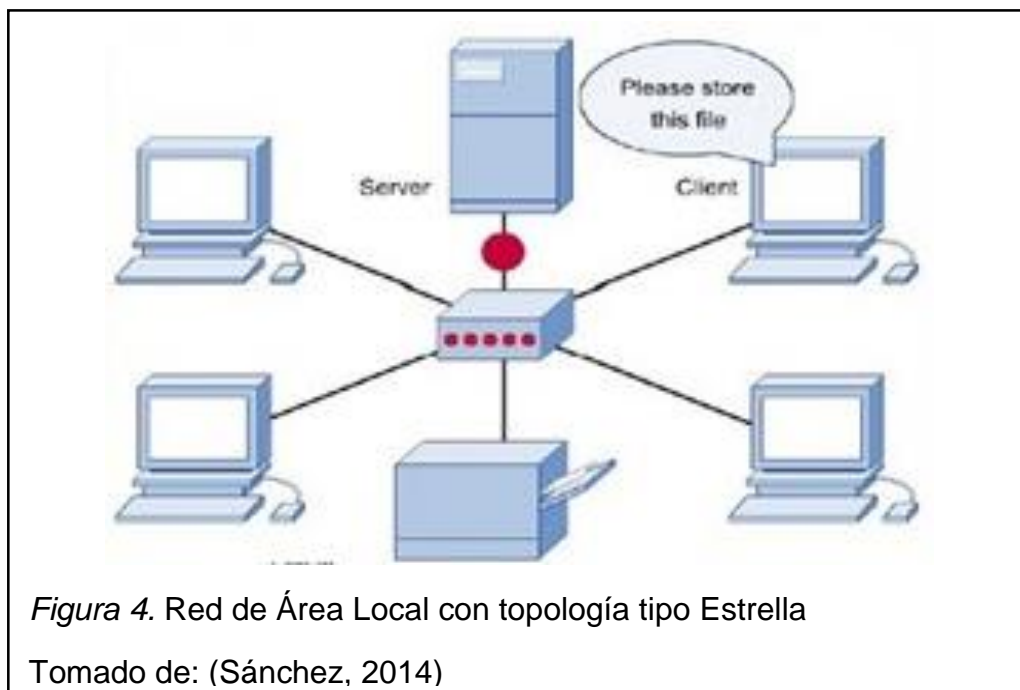 Please store
this file
Server
Client
Figura 4. Red de Área Local con topología tipo Estrella
Tomado de: (Sánchez, 2014)